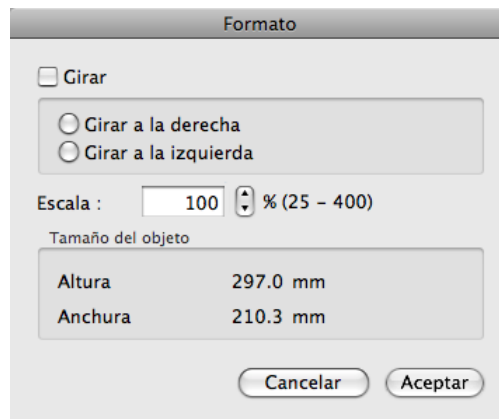 Formato
Girar
Girar a la derecha
Girar a la izquierda
Escala : 100 % (25 – 400)
Tamaño del objeto
Altura 297.0 mm
Anchura 210.3 mm
Cancelar Aceptar